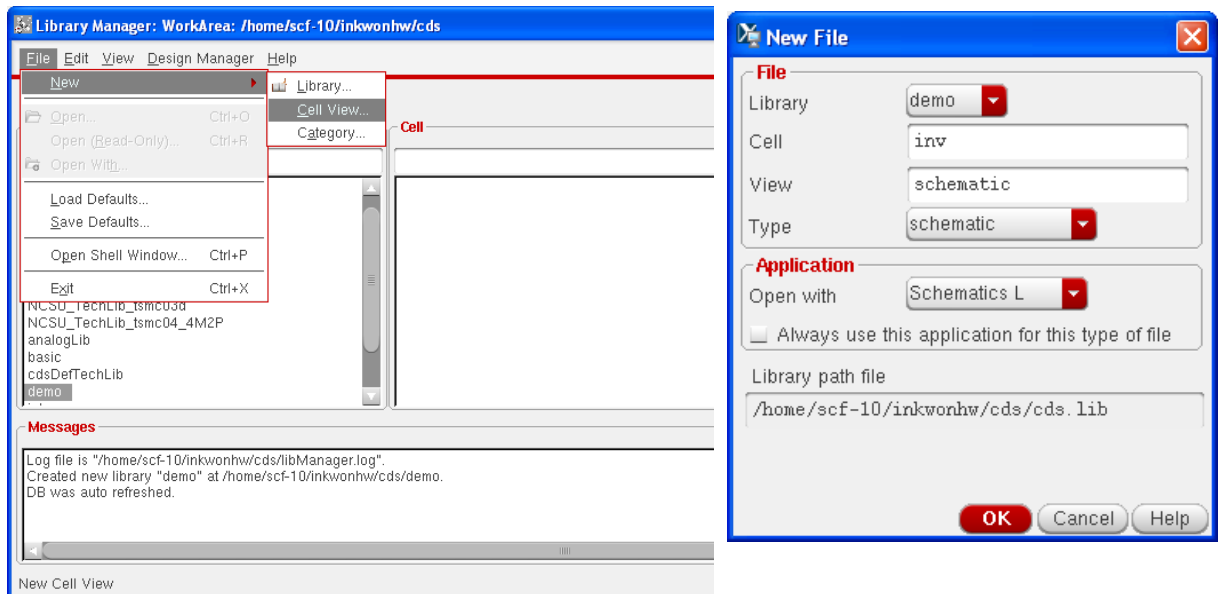 Library Manager: WorkArea: /home/scf-10/inkwonhw/cds
File Edit View Design Manager Help
New
Open... Ctrl+O
Open (Read-Only)... Ctrl+R
Open With...
Load Defaults...
Save Defaults...
Open Shell Window... Ctrl+P
Exit Ctrl+X
Library...
Cell View...
Category...
Cell
NCSU_TechLib_tsmc03d
NCSU_TechLib_tsmc04_4M2P
analogLib
basic
cdsDefTechLib
demo
Messages
Log file is "/home/scf-10/inkwonhw/cds/libManager.log".
Created new library "demo" at /home/scf-10/inkwonhw/cds/demo.
DB was auto refreshed.
New Cell View
New File
File
Library demo
Cell inv
View schematic
Type schematic
Application
Open with Schematics L
Always use this application for this type of file
Library path file
/home/scf-10/inkwonhw/cds/cds.lib
OK Cancel Help